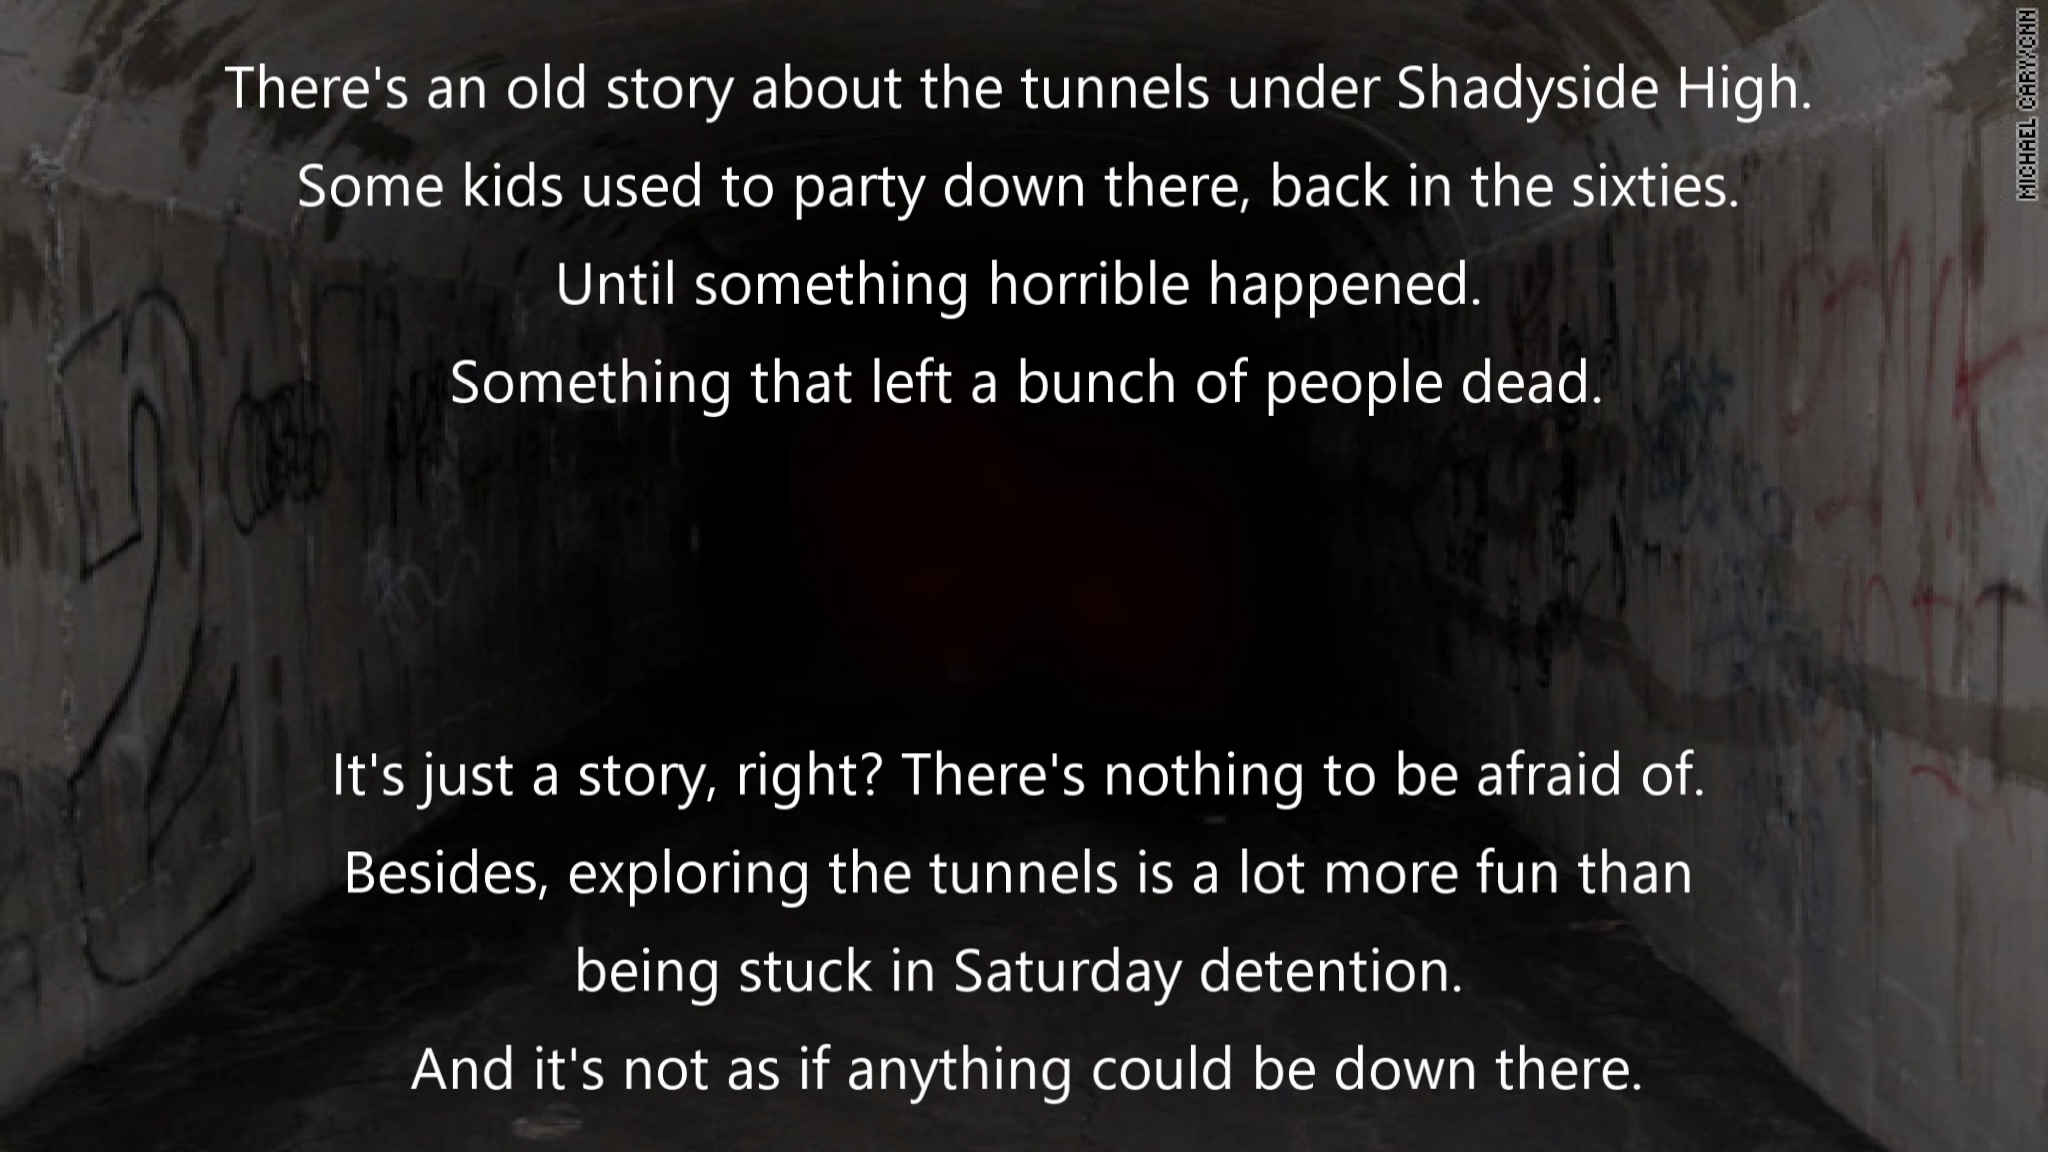 There's an old story about the tunnels under Shadyside High.
Some kids used to party down there, back in the sixties.
Until something horrible happened.
Something that left a bunch of people dead.
It's just a story, right? There's nothing to be afraid of.
Besides, exploring the tunnels is a lot more fun than
being stuck in Saturday detention.
And it's not as if anything could be down there.
MICHAEL CARY/CNN